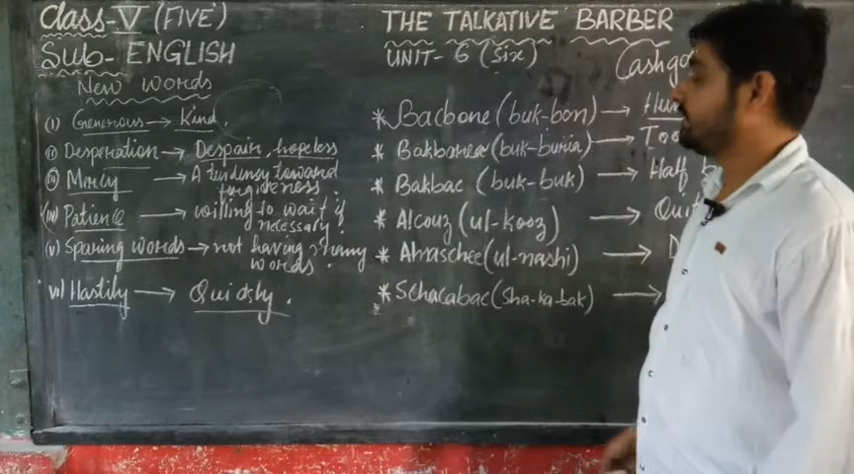 Class-V (FIVE)
Sub- ENGLISH
New words
(i) Generous → Kind.
(ii) Desperation → Despair, hopeless
(iii) Mercy → A tendency toward
forgiveness.
(iv) Patience → willing to wait if
necessary.
(v) Sparing words → not having many
words.
vi) Hastily → Quickly.
THE TALKATIVE BARBER
UNIT- 6 (Six)
* Bacbone (buk-bon) →
* Bakbarea (buk-buria) → Too
* Bakbac (buk-buk) → Half b
* Alcouz (ul-kooz) → Qui
* Alnaschee (ul-nashi) → D
* Schacabac (sha-ka-bak) →